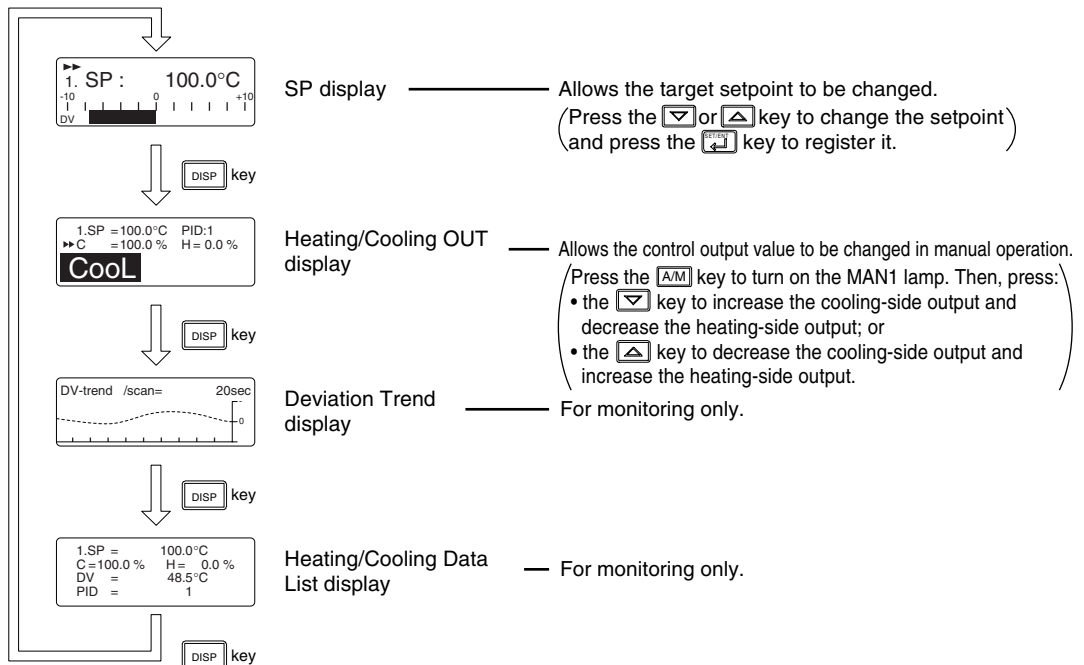 ▶▶
1. SP : 100.0°C
-10 0 +10
DV
SP display
Allows the target setpoint to be changed.
(Press the ▽ or △ key to change the setpoint
and press the SET/ENT key to register it.)
DISP key
1.SP =100.0°C PID:1
▶▶C =100.0 % H= 0.0 %
CooL
Heating/Cooling OUT
display
Allows the control output value to be changed in manual operation.
(Press the A/M key to turn on the MAN1 lamp. Then, press:
• the ▽ key to increase the cooling-side output and
decrease the heating-side output; or
• the △ key to decrease the cooling-side output and
increase the heating-side output.)
DISP key
DV-trend /scan= 20sec
0
Deviation Trend
display
For monitoring only.
DISP key
1.SP = 100.0°C
C=100.0 % H= 0.0 %
DV = 48.5°C
PID = 1
Heating/Cooling Data
List display
For monitoring only.
DISP key